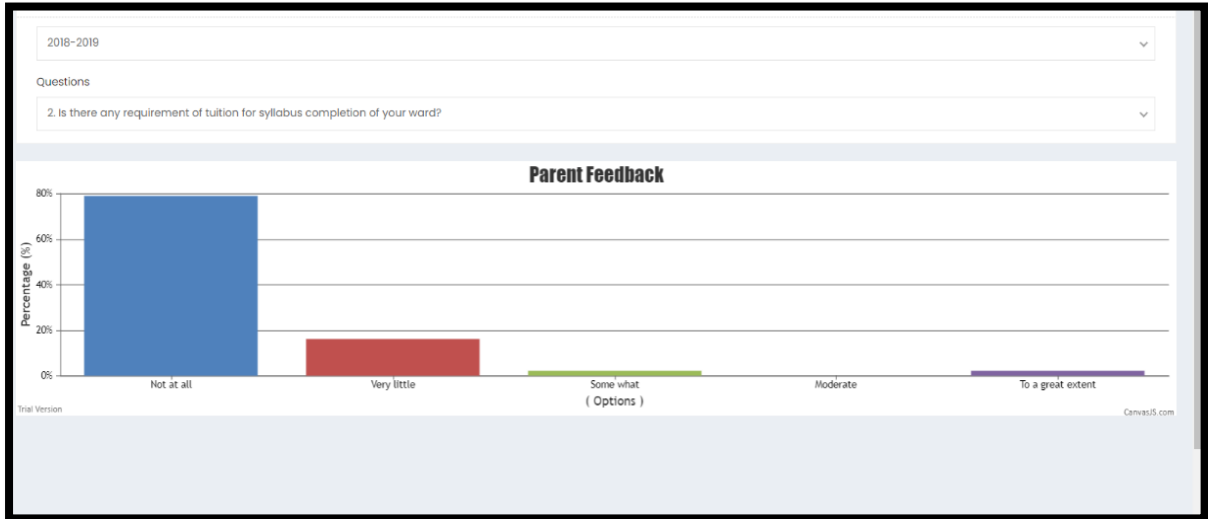 2018-2019
Questions
2. Is there any requirement of tuition for syllabus completion of your ward?
Parent Feedback
80%
60%
40%
20%
0%
Percentage (%)
Not at all
Very little
Some what
Moderate
To a great extent
( Options )
Trial Version
CanvasJS.com